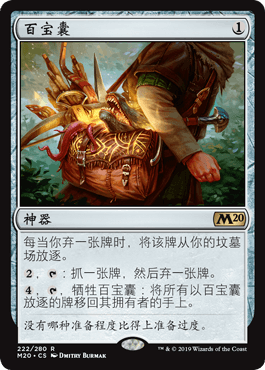 百宝囊 1
神器 M20
每当你弃一张牌时，将该牌从你的坟墓
场放逐。
2，：抓一张牌，然后弃一张牌。
4，，牺牲百宝囊：将所有以百宝囊
放逐的牌移回其拥有者的手上。
没有哪种准备程度比得上准备过度。
222/280 R
M20 • CS DMITRY BURMAK
™ & © 2019 Wizards of the Coast